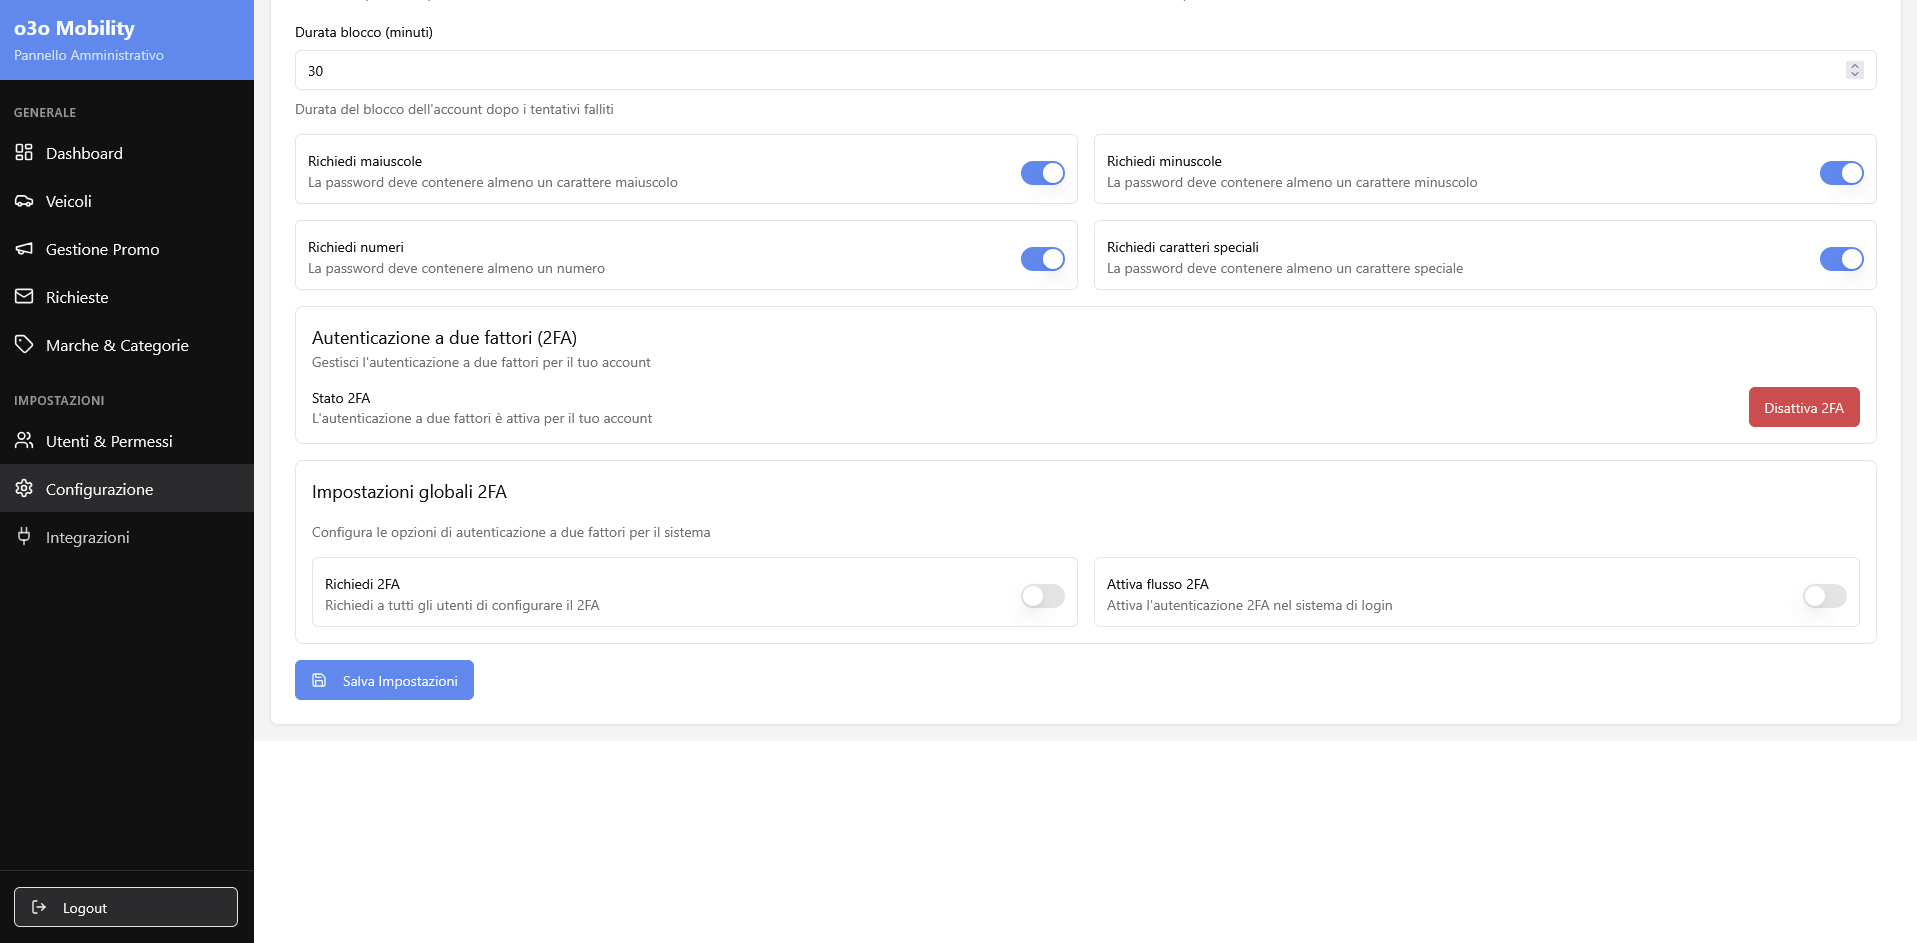 o3o Mobility
Pannello Amministrativo
GENERALE
Dashboard
Veicoli
Gestione Promo
Richieste
Marche & Categorie
IMPOSTAZIONI
Utenti & Permessi
Configurazione
Integrazioni
Logout
Durata blocco (minuti)
30
Durata del blocco dell'account dopo i tentativi falliti
Richiedi maiuscole
La password deve contenere almeno un carattere maiuscolo
Richiedi minuscole
La password deve contenere almeno un carattere minuscolo
Richiedi numeri
La password deve contenere almeno un numero
Richiedi caratteri speciali
La password deve contenere almeno un carattere speciale
Autenticazione a due fattori (2FA)
Gestisci l'autenticazione a due fattori per il tuo account
Stato 2FA
L'autenticazione a due fattori è attiva per il tuo account
Disattiva 2FA
Impostazioni globali 2FA
Configura le opzioni di autenticazione a due fattori per il sistema
Richiedi 2FA
Richiedi a tutti gli utenti di configurare il 2FA
Attiva flusso 2FA
Attiva l'autenticazione 2FA nel sistema di login
Salva Impostazioni